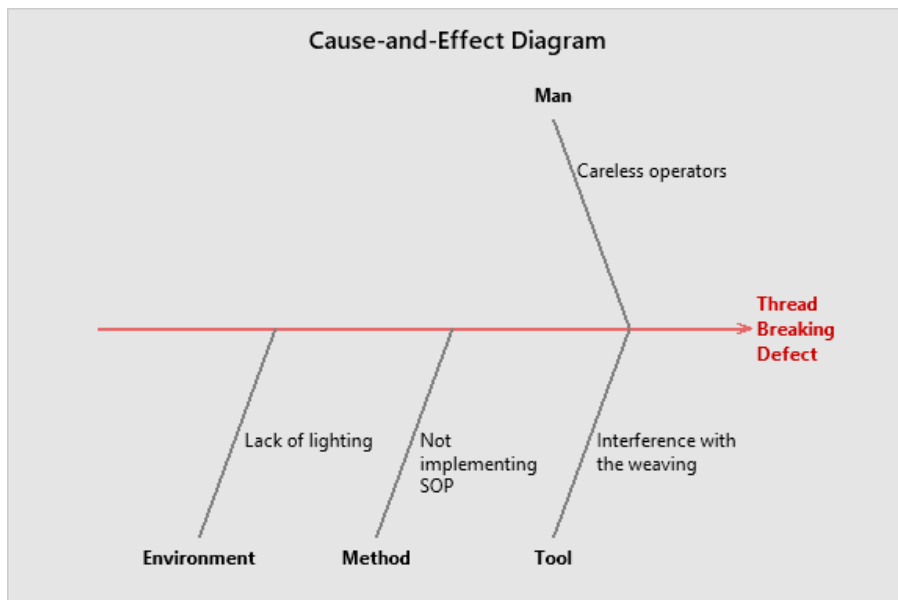 Cause-and-Effect Diagram
Man
Careless operators
Thread
Breaking
Defect
Lack of lighting
Not
implementing
SOP
Interference with
the weaving
Environment
Method
Tool